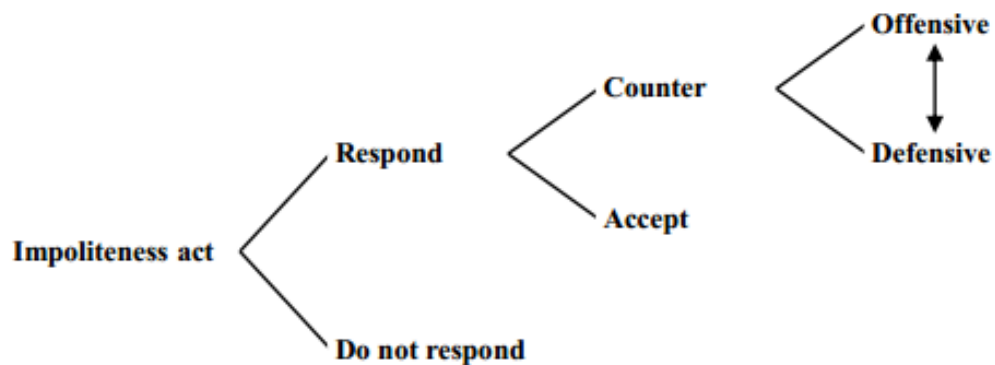 Offensive
Counter
Respond
Defensive
Accept
Impoliteness act
Do not respond